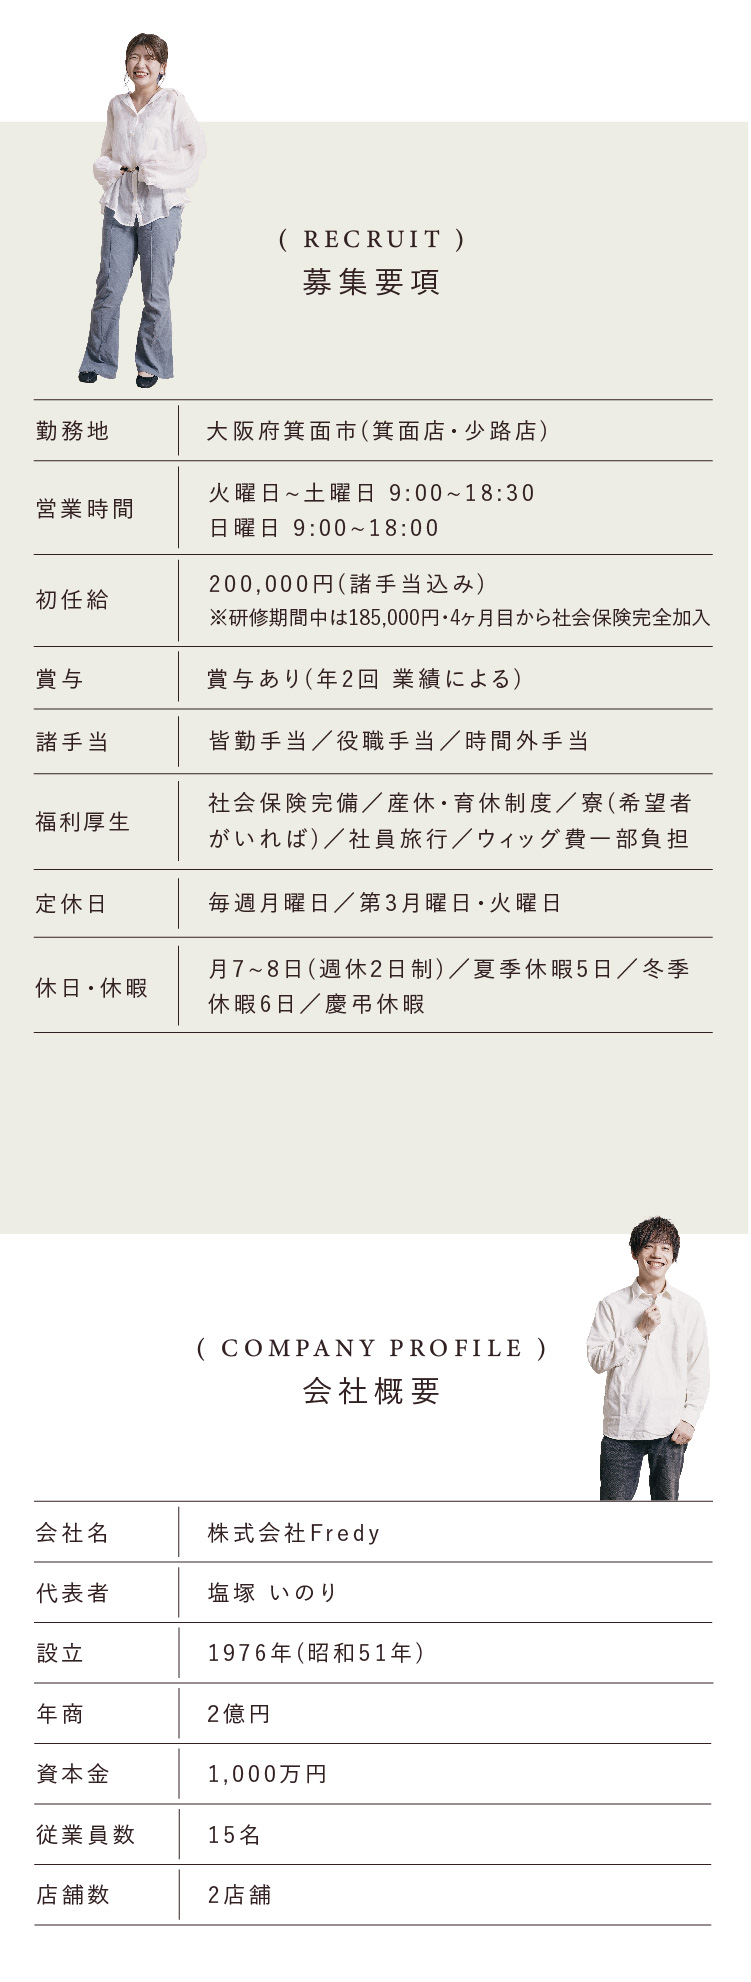 ( RECRUIT )
募集要項
勤務地
大阪府箕面市(箕面店・少路店)
営業時間
火曜日~土曜日 9:00~18:30
日曜日 9:00~18:00
初任給
200,000円(諸手当込み)
※研修期間中は185,000円・4ヶ月目から社会保険完全加入
賞与
賞与あり(年2回 業績による)
諸手当
皆勤手当／役職手当／時間外手当
福利厚生
社会保険完備／産休・育休制度／寮(希望者
がいれば)／社員旅行／ウィッグ費一部負担
定休日
毎週月曜日／第3月曜日・火曜日
休日・休暇
月7~8日(週休2日制)／夏季休暇5日／冬季
休暇6日／慶弔休暇
( COMPANY PROFILE )
会社概要
会社名
株式会社Fredy
代表者
塩塚 いのり
設立
1976年(昭和51年)
年商
2億円
資本金
1,000万円
従業員数
15名
店舗数
2店舗